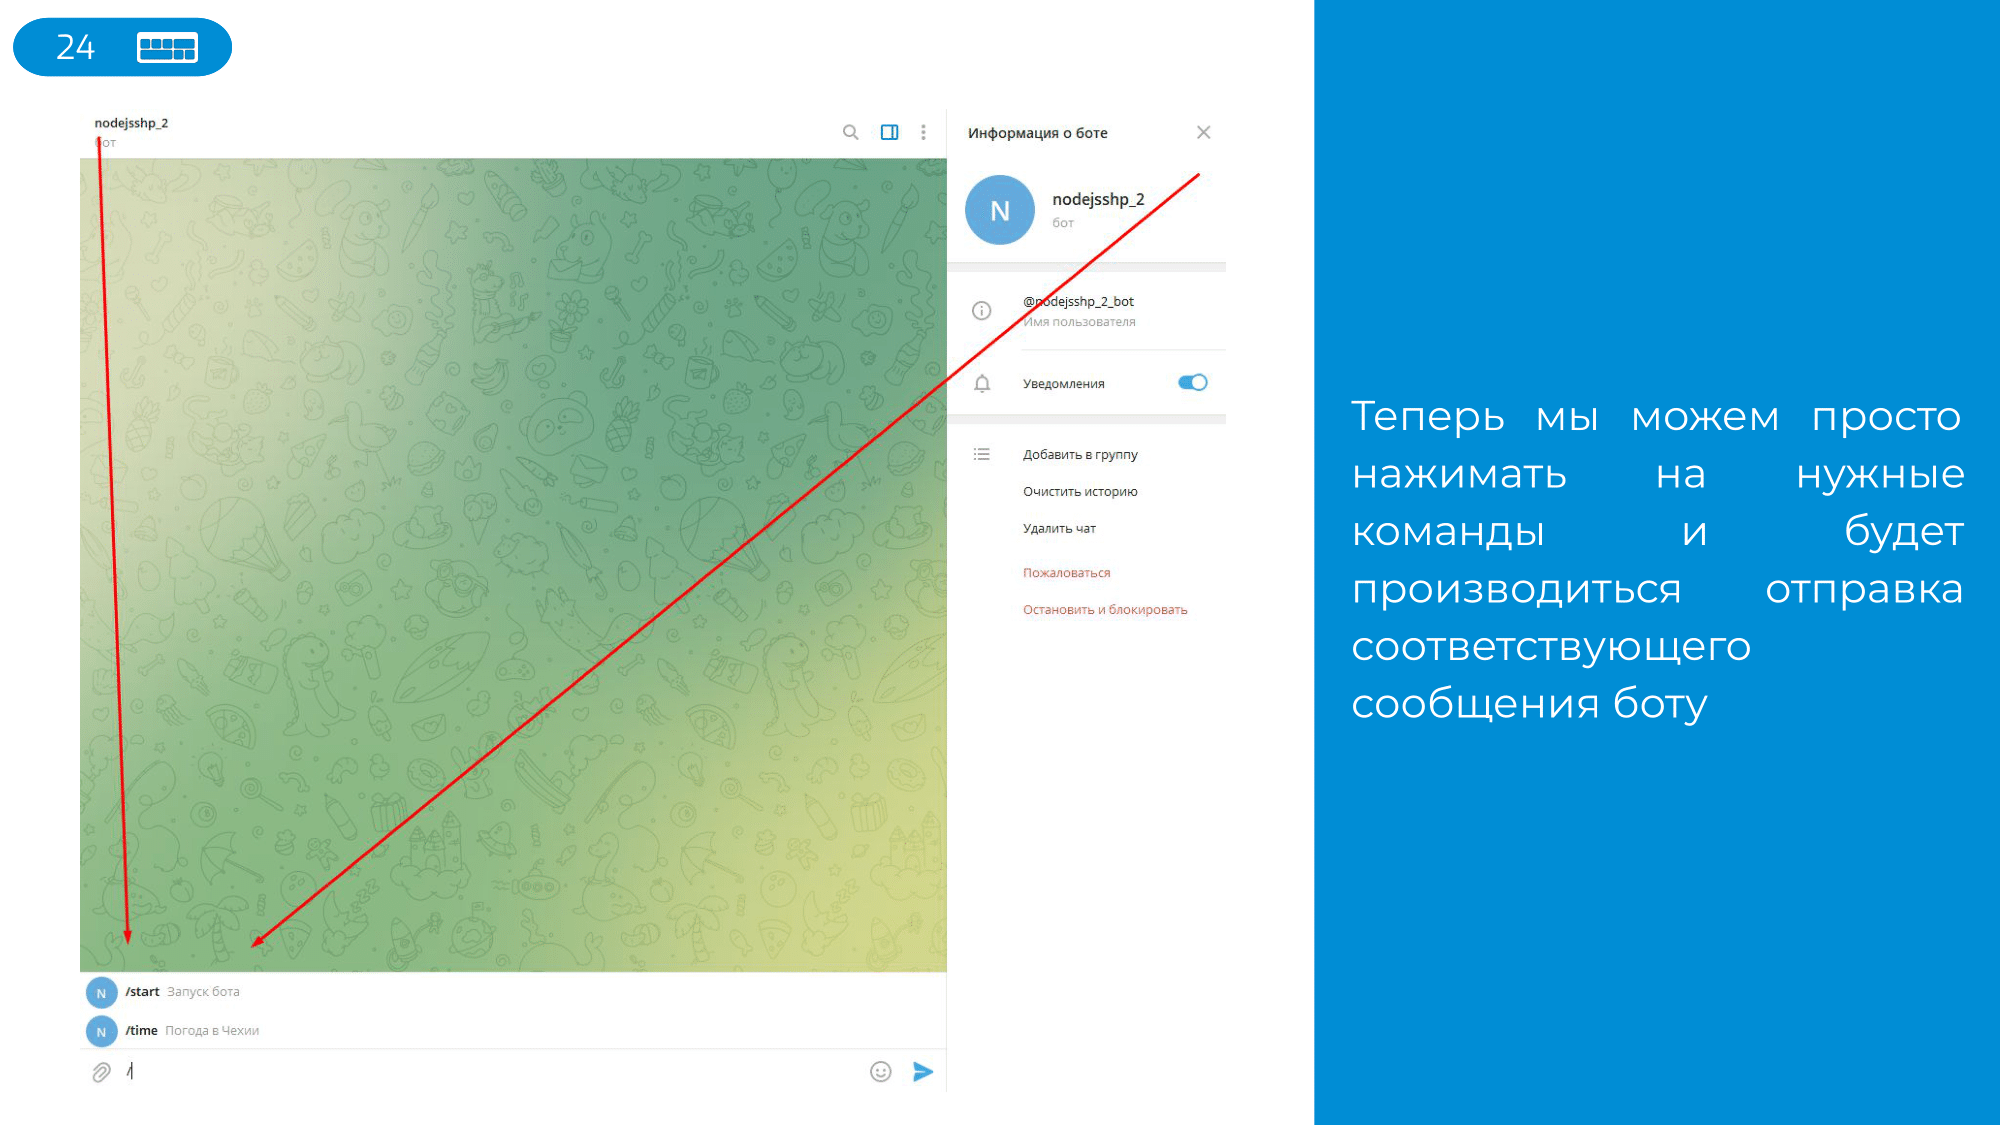 24
nodejsshp_2
бот
Информация о боте
N
nodejsshp_2
бот
@nodejsshp_2_bot
Имя пользователя
Уведомления
Добавить в группу
Очистить историю
Удалить чат
Пожаловаться
Остановить и блокировать
N /start Запуск бота
N /time Погода в Чехии
/
Теперь мы можем просто
нажимать на нужные
команды и будет
производиться отправка
соответствующего
сообщения боту